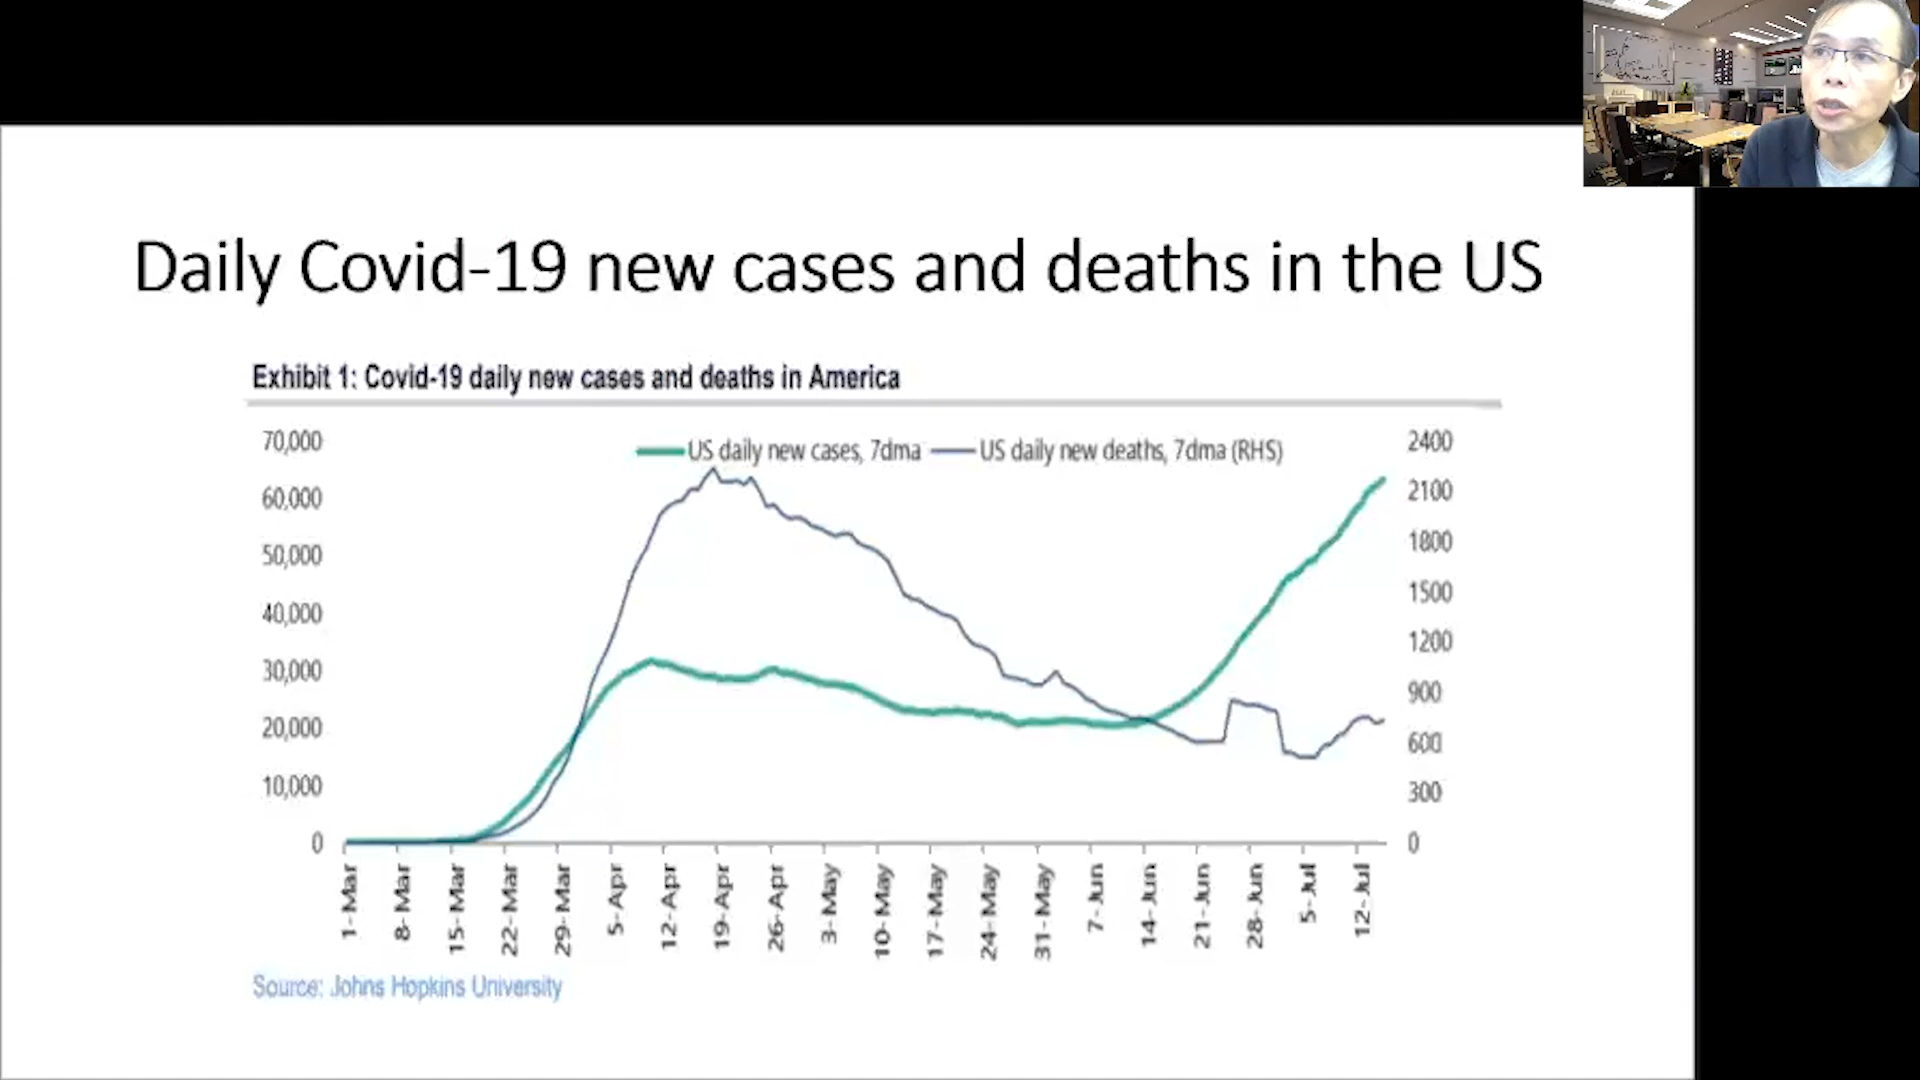 Daily Covid-19 new cases and deaths in the US
Exhibit 1: Covid-19 daily new cases and deaths in America
US daily new cases, 7dma
US daily new deaths, 7dma (RHS)
70,000
60,000
50,000
40,000
30,000
20,000
10,000
0
2400
2100
1800
1500
1200
900
600
300
0
1-Mar
8-Mar
15-Mar
22-Mar
29-Mar
5-Apr
12-Apr
19-Apr
26-Apr
3-May
10-May
17-May
24-May
31-May
7-Jun
14-Jun
21-Jun
28-Jun
5-Jul
12-Jul
Source: Johns Hopkins University